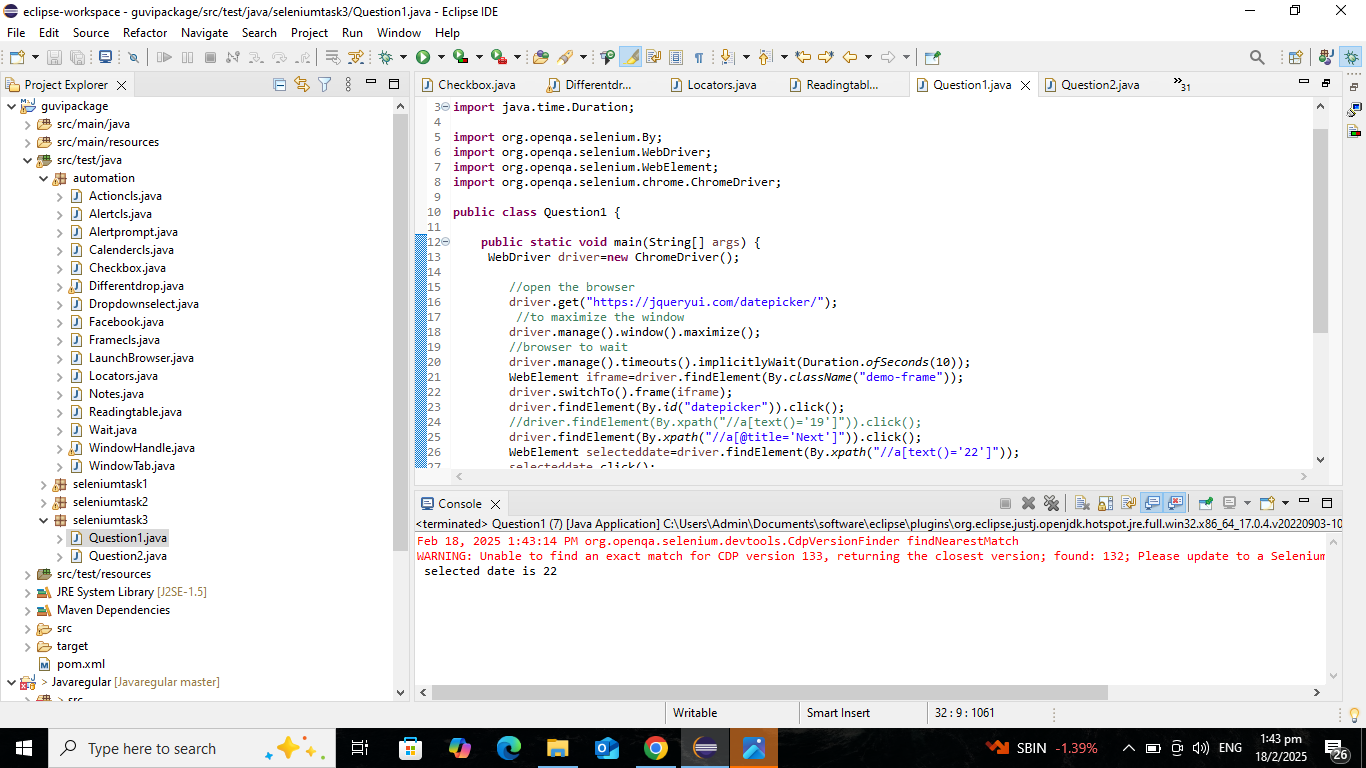 eclipse-workspace - guvipackage/src/test/java/seleniumtask3/Question1.java - Eclipse IDE
File Edit Source Refactor Navigate Search Project Run Window Help
Project Explorer
guvipackage
src/main/java
src/main/resources
src/test/java
automation
Actioncls.java
Alertcls.java
Alertprompt.java
Calendercls.java
Checkbox.java
Differentdrop.java
Dropdownselect.java
Facebook.java
Framecls.java
LaunchBrowser.java
Locators.java
Notes.java
Readingtable.java
Wait.java
WindowHandle.java
WindowTab.java
seleniumtask1
seleniumtask2
seleniumtask3
Question1.java
Question2.java
src/test/resources
JRE System Library [J2SE-1.5]
Maven Dependencies
src
target
pom.xml
> Javaregular [Javaregular master]
> src
Checkbox.java Differentdr... Locators.java Readingtabl... Question1.java Question2.java 31
3 import java.time.Duration;
4
5 import org.openqa.selenium.By;
6 import org.openqa.selenium.WebDriver;
7 import org.openqa.selenium.WebElement;
8 import org.openqa.selenium.chrome.ChromeDriver;
9
10 public class Question1 {
11
12 public static void main(String[] args) {
13 WebDriver driver=new ChromeDriver();
14
15 //open the browser
16 driver.get("https://jqueryui.com/datepicker/");
17 //to maximize the window
18 driver.manage().window().maximize();
19 //browser to wait
20 driver.manage().timeouts().implicitlyWait(Duration.ofSeconds(10));
21 WebElement iframe=driver.findElement(By.className("demo-frame"));
22 driver.switchTo().frame(iframe);
23 driver.findElement(By.id("datepicker")).click();
24 //driver.findElement(By.xpath("//a[text()='19']")).click();
25 driver.findElement(By.xpath("//a[@title='Next']")).click();
26 WebElement selecteddate=driver.findElement(By.xpath("//a[text()='22']"));
27 selecteddate.click();
Console
<terminated> Question1 (7) [Java Application] C:\Users\Admin\Documents\software\eclipse\plugins\org.eclipse.justj.openjdk.hotspot.jre.full.win32.x86_64_17.0.4.v20220903-10
Feb 18, 2025 1:43:14 PM org.openqa.selenium.devtools.CdpVersionFinder findNearestMatch
WARNING: Unable to find an exact match for CDP version 133, returning the closest version; found: 132; Please update to a Selenium
selected date is 22
Writable Smart Insert 32 : 9 : 1061
Type here to search
SBIN -1.39%
ENG
1:43 pm
18/2/2025
26